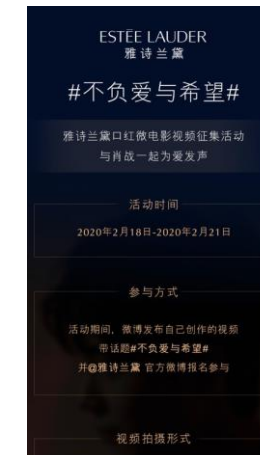 ESTĒE LAUDER
雅诗兰黛
#不负爱与希望#
雅诗兰黛口红微电影视频征集活动
与肖战一起为爱发声
活动时间
2020年2月18日-2020年2月21日
参与方式
活动期间，微博发布自己创作的视频
带话题#不负爱与希望#
并@雅诗兰黛 官方微博报名参与
视频拍摄形式